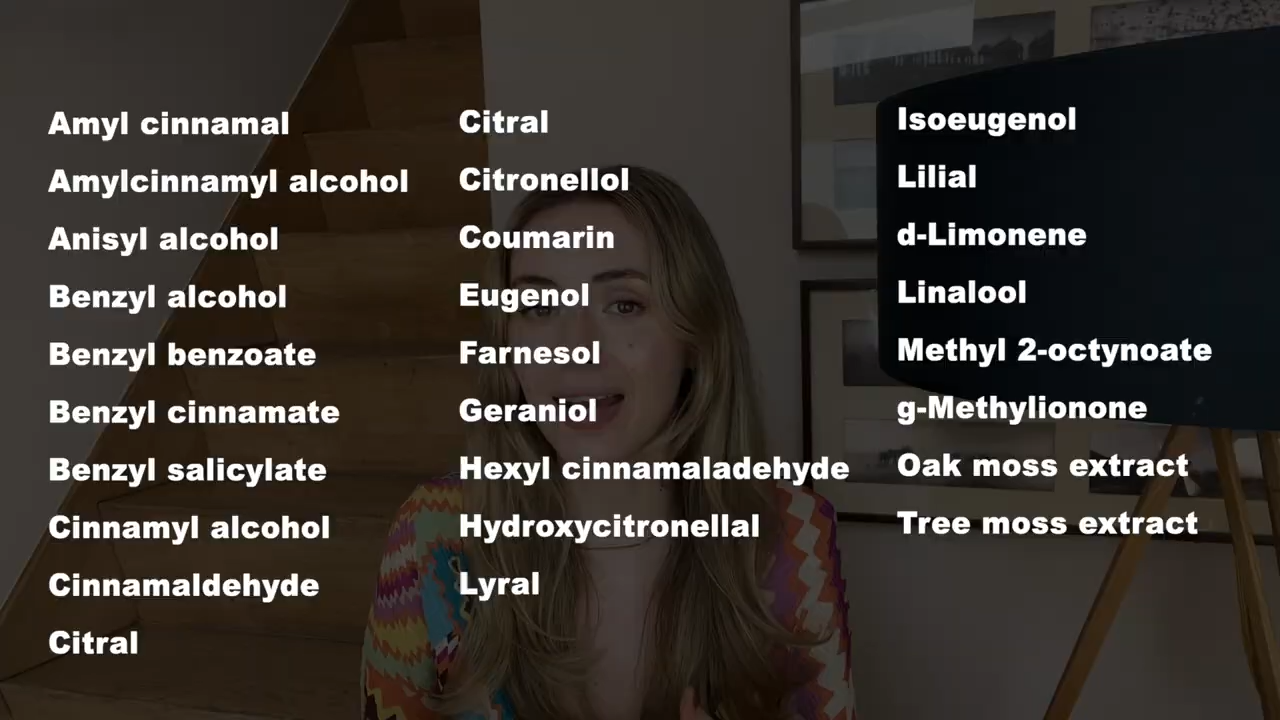 Amyl cinnamal
Amylcinnamyl alcohol
Anisyl alcohol
Benzyl alcohol
Benzyl benzoate
Benzyl cinnamate
Benzyl salicylate
Cinnamyl alcohol
Cinnamaldehyde
Citral
Citral
Citronellol
Coumarin
Eugenol
Farnesol
Geraniol
Hexyl cinnamaladehyde
Hydroxycitronellal
Lyral
Isoeugenol
Lilial
d-Limonene
Linalool
Methyl 2-octynoate
g-Methylionone
Oak moss extract
Tree moss extract